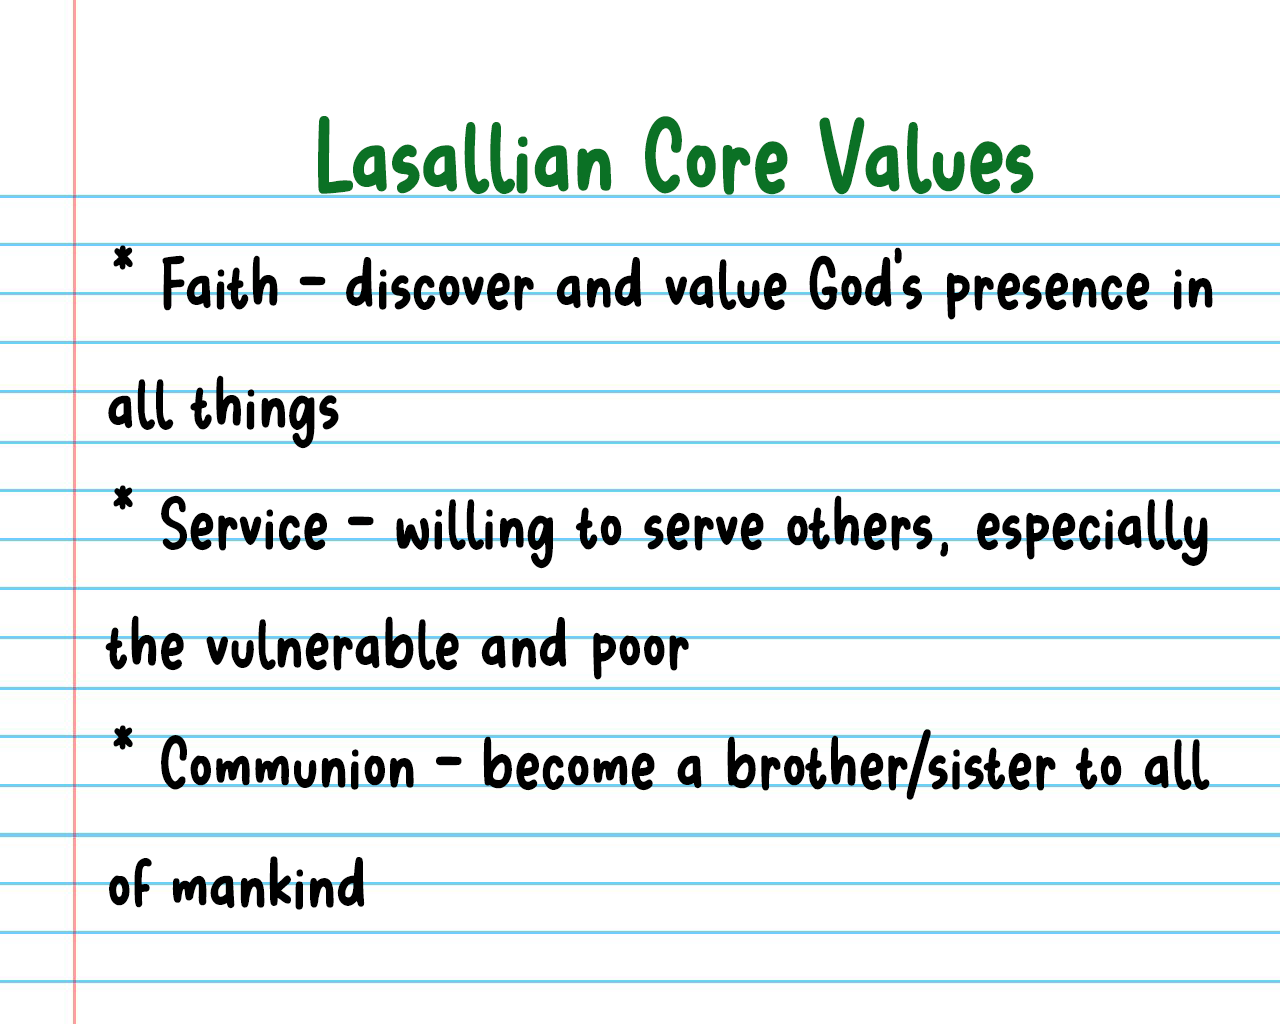 Lasallian Core Values
* Faith - discover and value God's presence in
all things
* Service - willing to serve others, especially
the vulnerable and poor
* Communion - become a brother/sister to all
of mankind